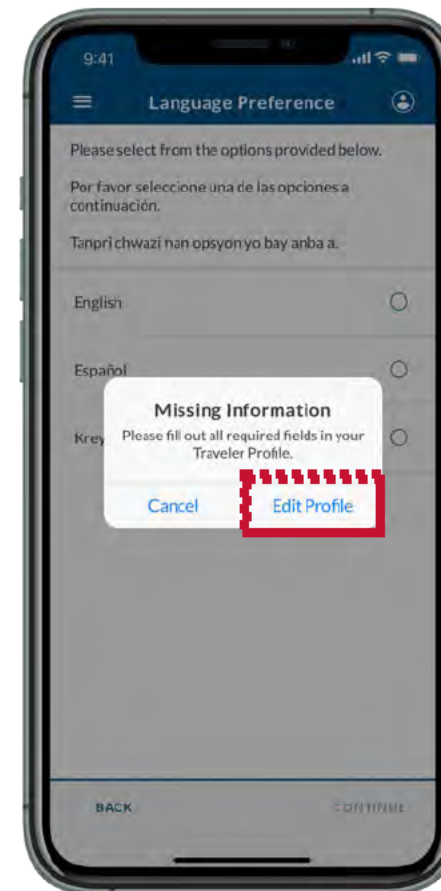 9:41
Language Preference
Please select from the options provided below.
Por favor seleccione una de las opciones a
continuación.
Tanpri chwazi nan opsyon yo bay anba a.
English
Español
Krey
Missing Information
Please fill out all required fields in your
Traveler Profile.
Cancel Edit Profile
BACK CONTINUE